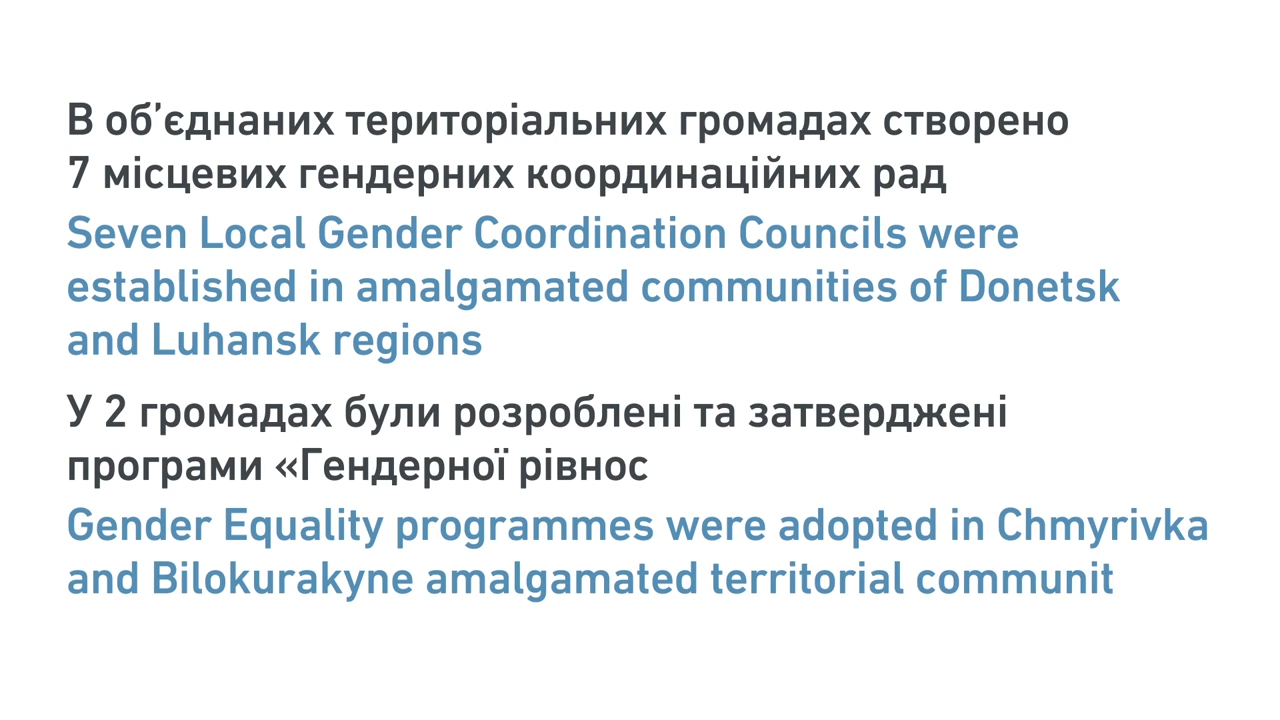 В об’єднаних територіальних громадах створено
7 місцевих гендерних координаційних рад
Seven Local Gender Coordination Councils were
established in amalgamated communities of Donetsk
and Luhansk regions
У 2 громадах були розроблені та затверджені
програми «Гендерної рівнос
Gender Equality programmes were adopted in Chmyrivka
and Bilokurakyne amalgamated territorial communit